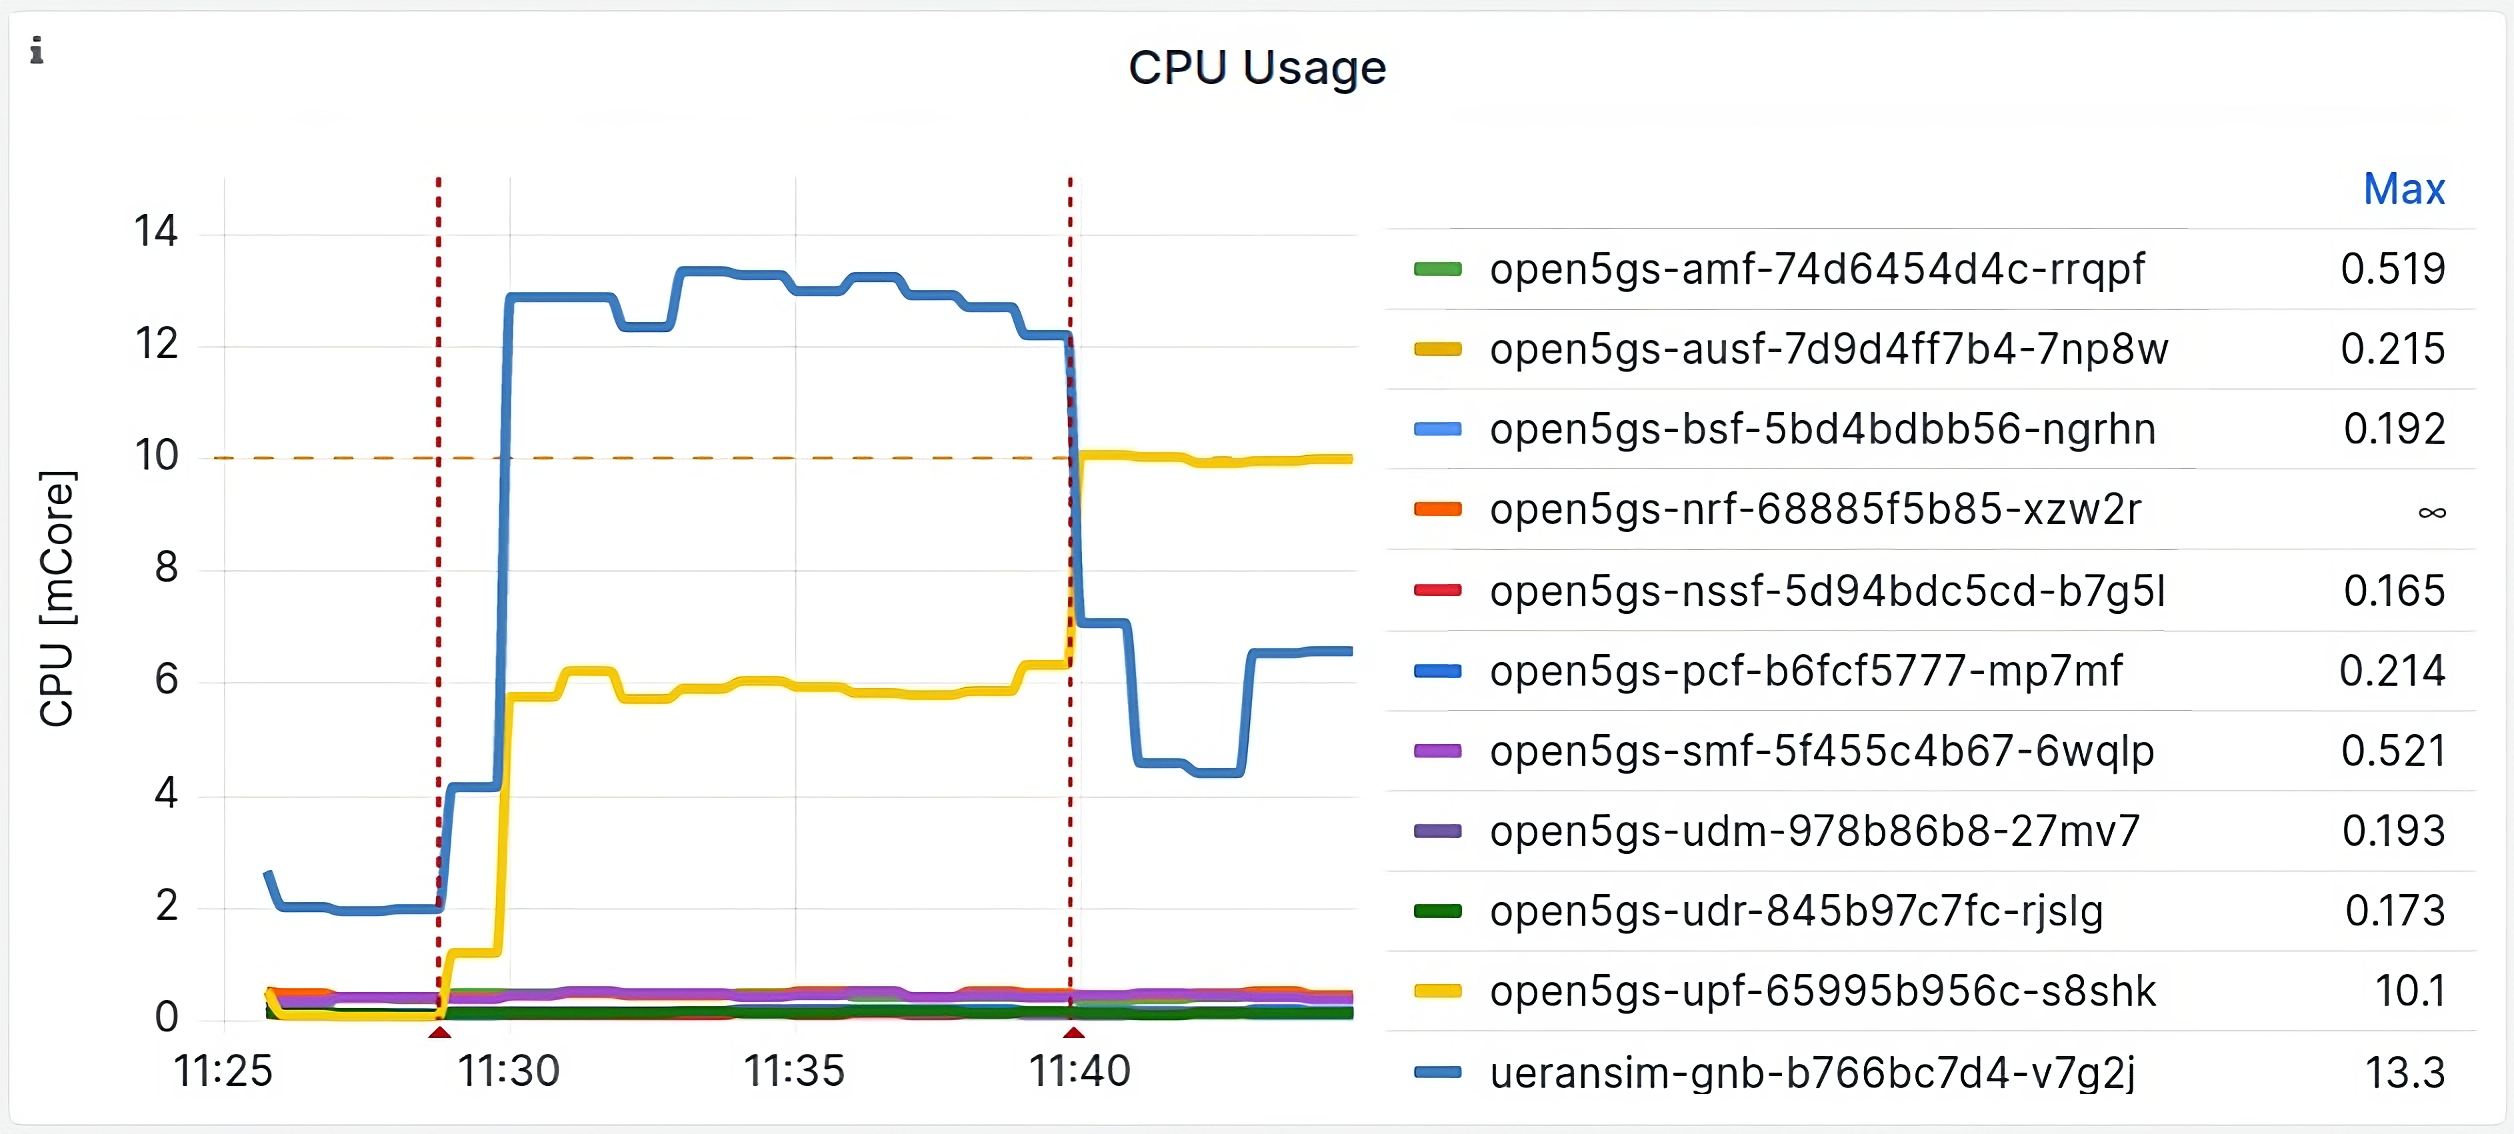 i
CPU Usage
Max
14
12
10
8
6
4
2
0
CPU [mCore]
11:25
11:30
11:35
11:40
open5gs-amf-74d6454d4c-rrqpf 0.519
open5gs-ausf-7d9d4ff7b4-7np8w 0.215
open5gs-bsf-5bd4bdbb56-ngrhn 0.192
open5gs-nrf-68885f5b85-xzw2r ∞
open5gs-nssf-5d94bdc5cd-b7g5l 0.165
open5gs-pcf-b6fcf5777-mp7mf 0.214
open5gs-smf-5f455c4b67-6wqlp 0.521
open5gs-udm-978b86b8-27mv7 0.193
open5gs-udr-845b97c7fc-rjslg 0.173
open5gs-upf-65995b956c-s8shk 10.1
ueransim-gnb-b766bc7d4-v7g2j 13.3